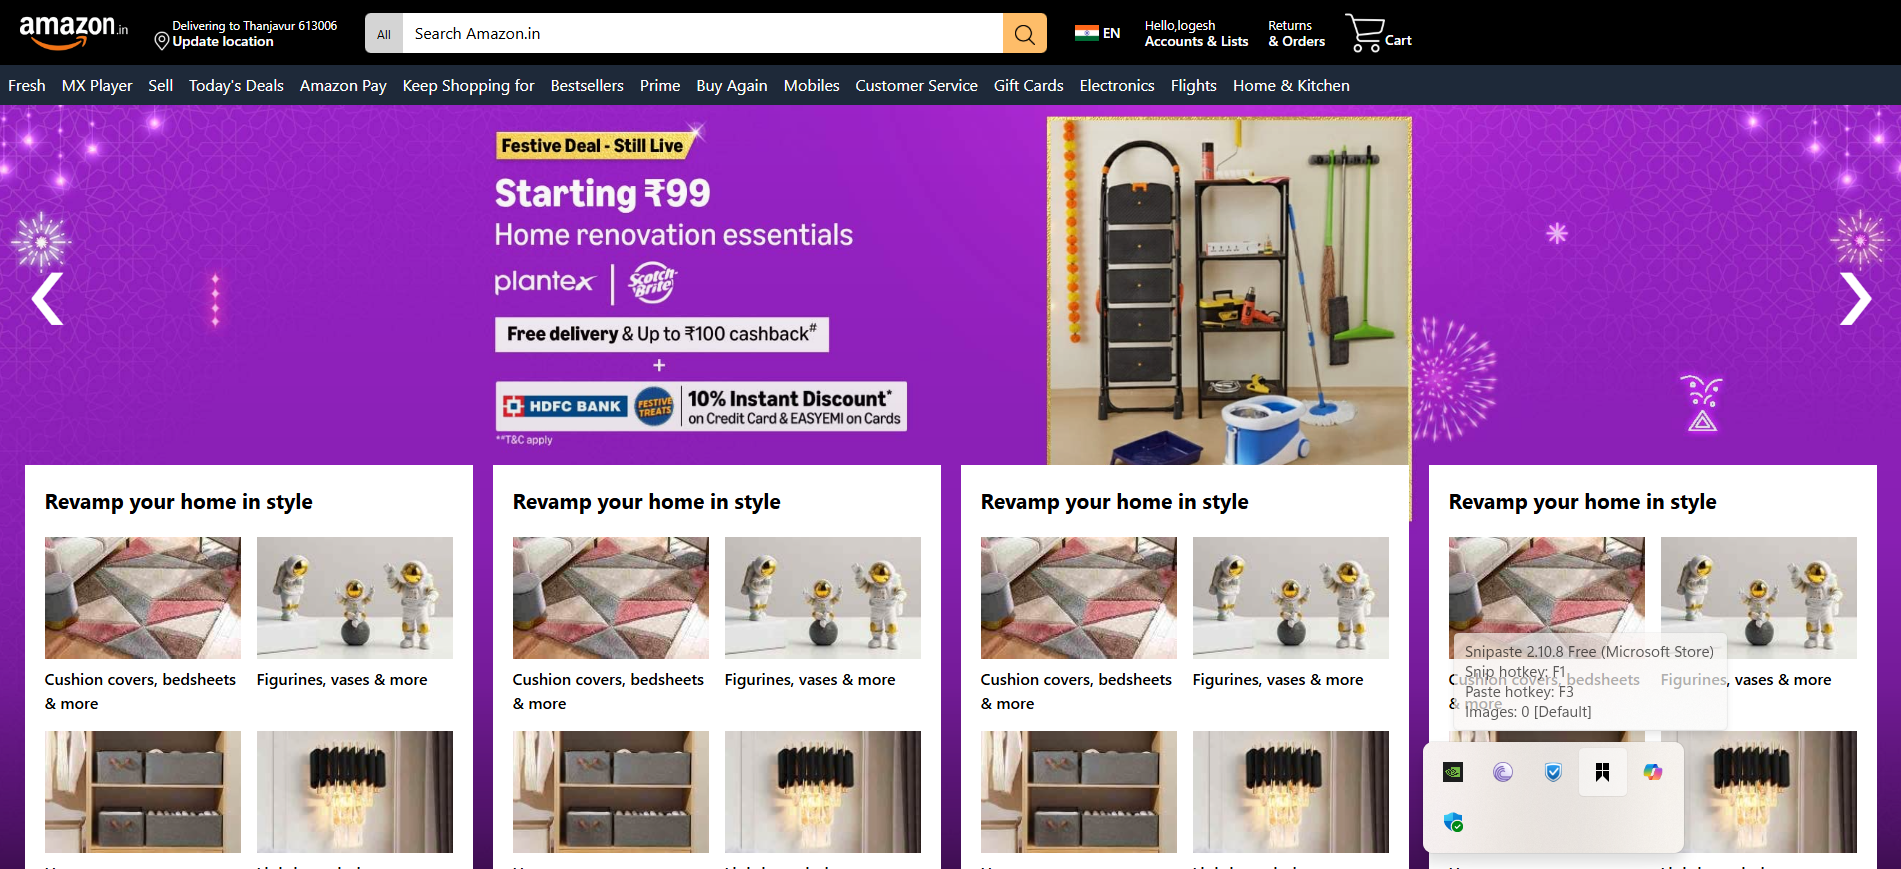 amazon.in
Delivering to Thanjavur 613006
Update location
All
Search Amazon.in
EN
Hello,logesh
Accounts & Lists
Returns
& Orders
Cart
Fresh MX Player Sell Today's Deals Amazon Pay Keep Shopping for Bestsellers Prime Buy Again Mobiles Customer Service Gift Cards Electronics Flights Home & Kitchen
Festive Deal - Still Live
Starting ₹99
Home renovation essentials
plantex
Scotch-Brite
Free delivery & Up to ₹100 cashback#
+
HDFC BANK
FESTIVE TREATS
10% Instant Discount*
on Credit Card & EASYEMI on Cards
**T&C apply
Revamp your home in style
Cushion covers, bedsheets
& more
Figurines, vases & more
Revamp your home in style
Cushion covers, bedsheets
& more
Figurines, vases & more
Revamp your home in style
Cushion covers, bedsheets
& more
Figurines, vases & more
Revamp your home in style
Cushion covers, bedsheets
& more
Figurines, vases & more
Snipaste 2.10.8 Free (Microsoft Store)
Snip hotkey: F1
Paste hotkey: F3
Images: 0 [Default]